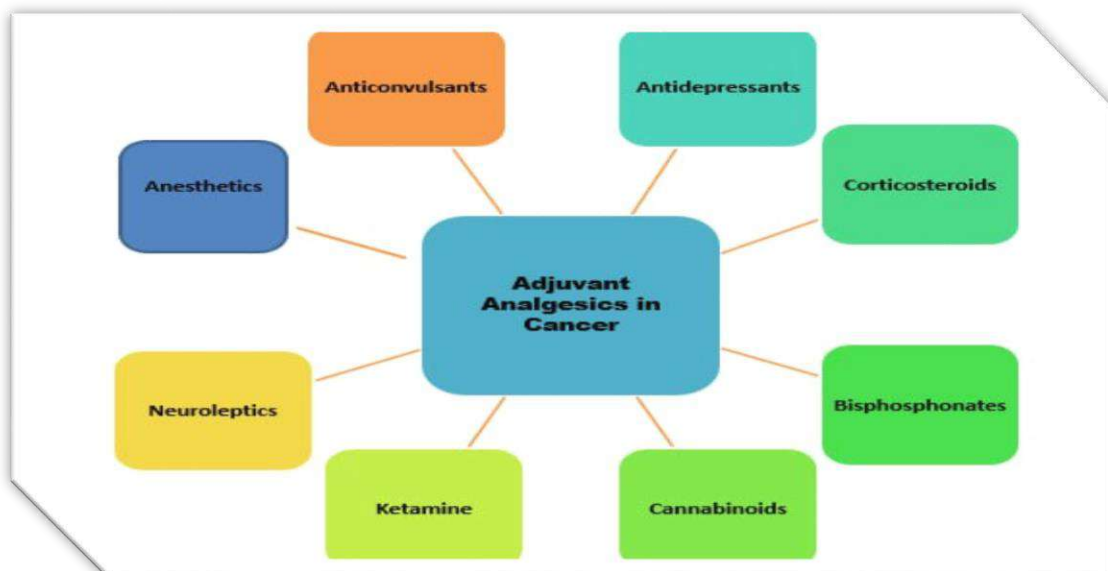 Anticonvulsants
Antidepressants
Anesthetics
Corticosteroids
Adjuvant
Analgesics in
Cancer
Neuroleptics
Bisphosphonates
Ketamine
Cannabinoids